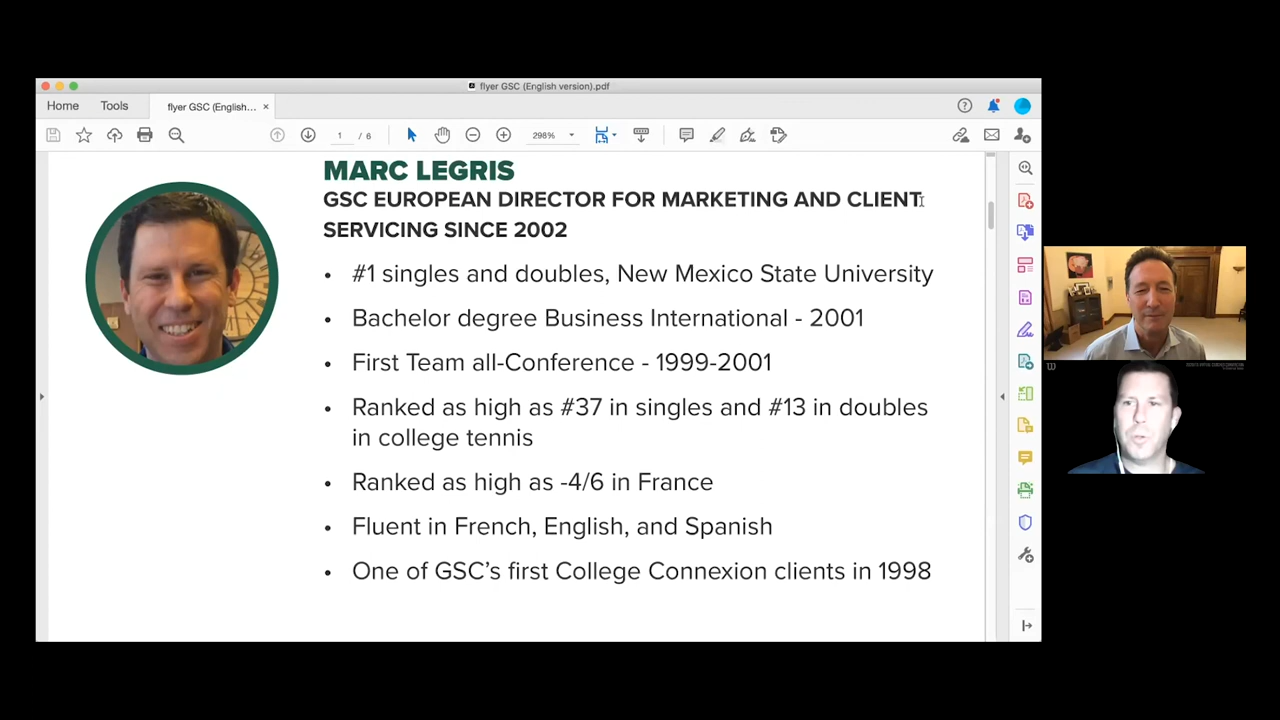 flyer GSC (English version).pdf
Home
Tools
flyer GSC (English... ×
1 / 6
298%
MARC LEGRIS
GSC EUROPEAN DIRECTOR FOR MARKETING AND CLIENT
SERVICING SINCE 2002
• #1 singles and doubles, New Mexico State University
• Bachelor degree Business International - 2001
• First Team all-Conference - 1999-2001
• Ranked as high as #37 in singles and #13 in doubles
in college tennis
• Ranked as high as -4/6 in France
• Fluent in French, English, and Spanish
• One of GSC’s first College Connexion clients in 1998